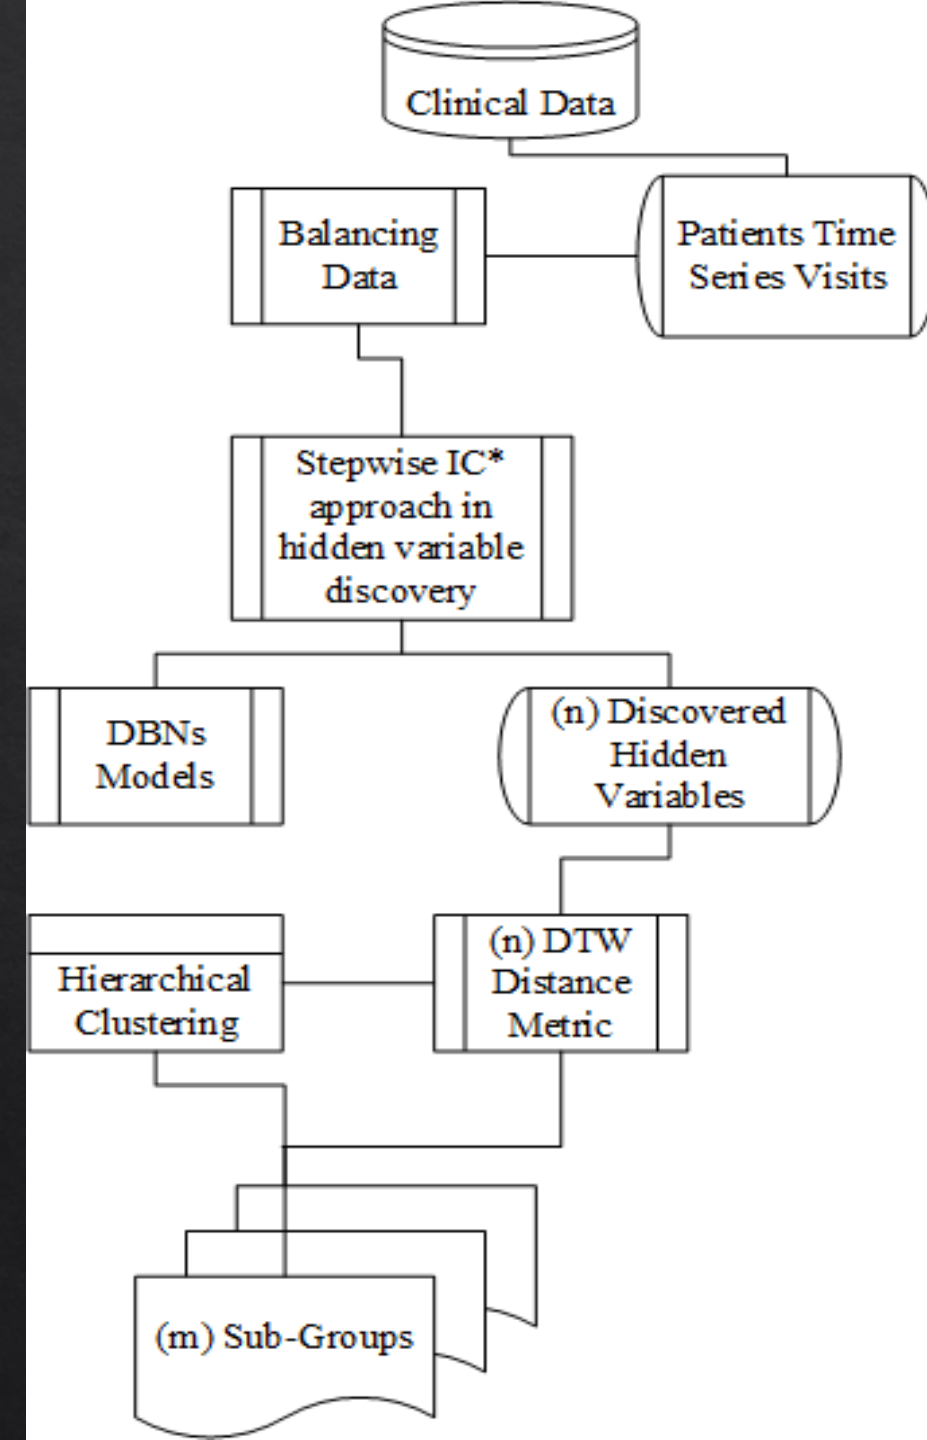 Clinical Data
Balancing
Data
Patients Time
Series Visits
Stepwise IC*
approach in
hidden variable
discovery
DBNs
Models
(n) Discovered
Hidden
Variables
Hierarchical
Clustering
(n) DTW
Distance
Metric
(m) Sub-Groups